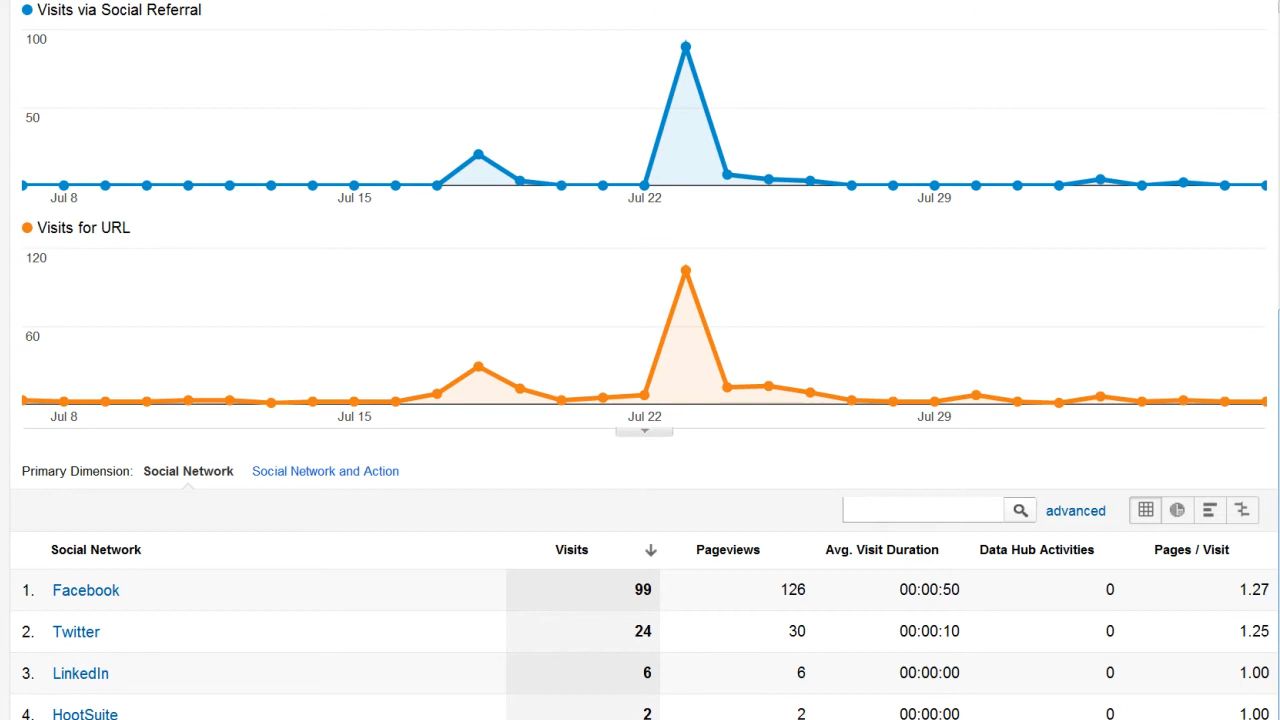 Visits via Social Referral
100
50
Jul 8 Jul 15 Jul 22 Jul 29
Visits for URL
120
60
Jul 8 Jul 15 Jul 22 Jul 29
Primary Dimension: Social Network Social Network and Action
advanced
Social Network Visits Pageviews Avg. Visit Duration Data Hub Activities Pages / Visit
1. Facebook 99 126 00:00:50 0 1.27
2. Twitter 24 30 00:00:10 0 1.25
3. LinkedIn 6 6 00:00:00 0 1.00
4. HootSuite 2 2 00:00:00 0 1.00